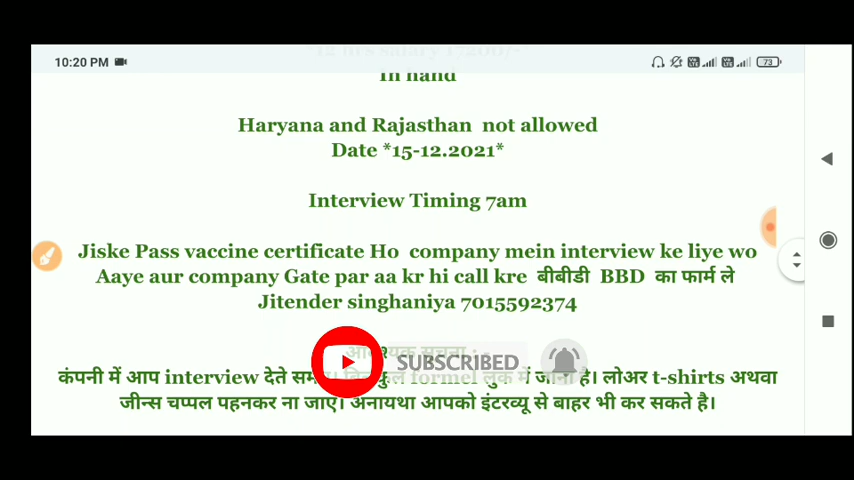 10:20 PM
73
In hand
Haryana and Rajasthan not allowed
Date *15-12.2021*
Interview Timing 7am
Jiske Pass vaccine certificate Ho company mein interview ke liye wo
Aaye aur company Gate par aa kr hi call kre बीबीडी BBD का फार्म ले
Jitender singhaniya 7015592374
SUBSCRIBED
कंपनी में आप interview देते formel लुक में जाना है। लोअर t-shirts अथवा
जीन्स चप्पल पहनकर ना जाए। अनायथा आपको इंटरव्यू से बाहर भी कर सकते है।